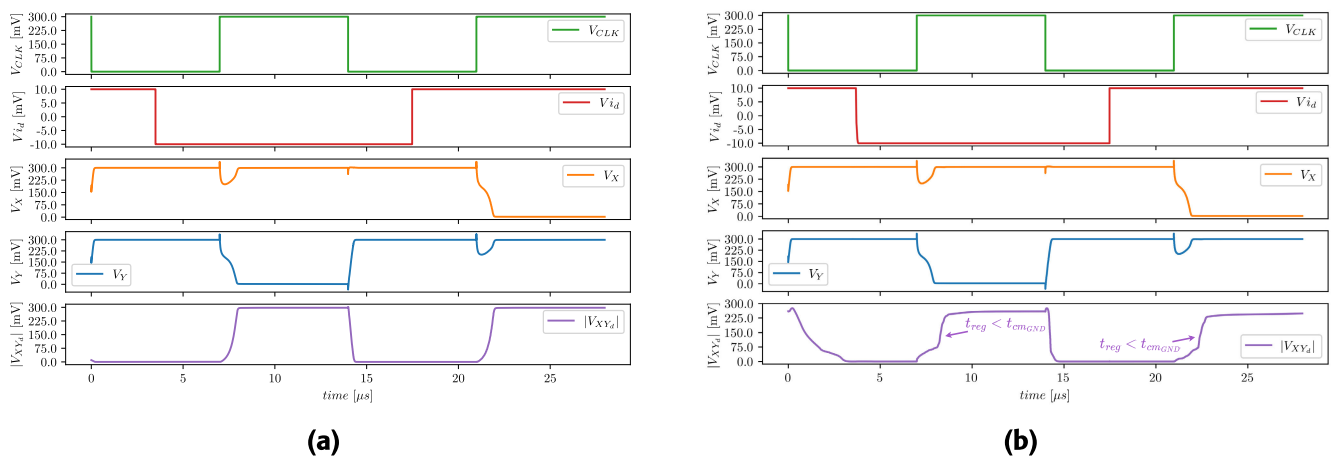 300.0
225.0
150.0
75.0
0.0
V_{CLK} [mV]
V_{CLK}
10.0
5.0
0.0
-5.0
-10.0
Vi_d [mV]
Vi_d
300.0
225.0
150.0
75.0
0.0
V_X [mV]
V_X
300.0
225.0
150.0
75.0
0.0
V_Y [mV]
V_Y
300.0
225.0
150.0
75.0
0.0
|V_{XY_d}| [mV]
|V_{XY_d}|
0 5 10 15 20 25
time [μs]
(a)
300.0
225.0
150.0
75.0
0.0
V_{CLK} [mV]
V_{CLK}
10.0
5.0
0.0
-5.0
-10.0
Vi_d [mV]
Vi_d
300.0
225.0
150.0
75.0
0.0
V_X [mV]
V_X
300.0
225.0
150.0
75.0
0.0
V_Y [mV]
V_Y
300.0
225.0
150.0
75.0
0.0
|V_{XY_d}| [mV]
t_{reg} < t_{cm_{GND}}
t_{reg} < t_{cm_{GND}}
|V_{XY_d}|
0 5 10 15 20 25
time [μs]
(b)